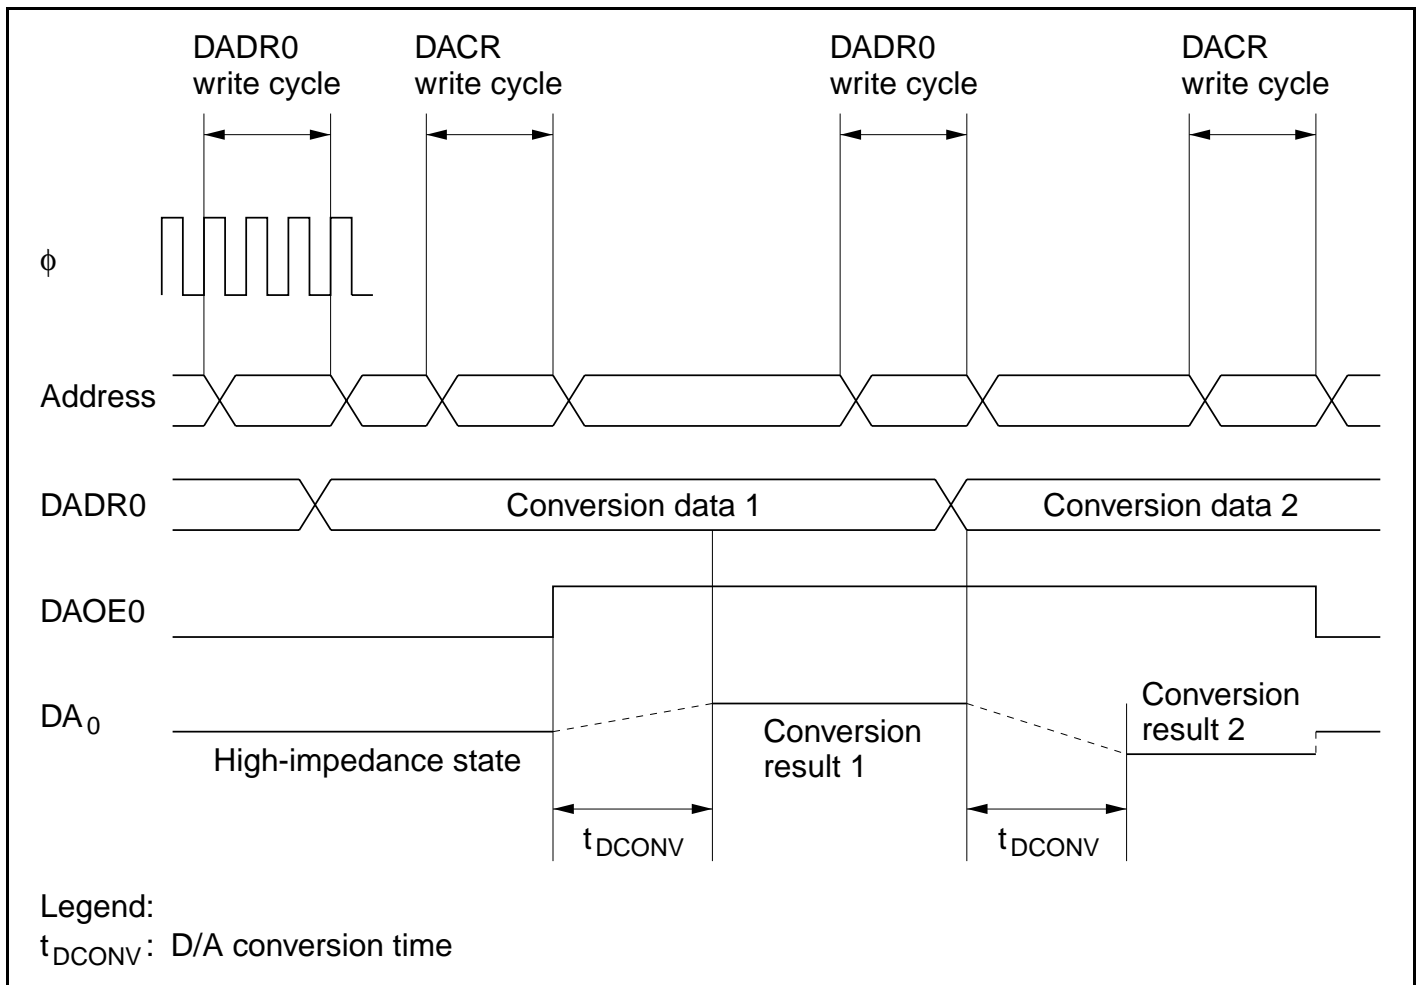 DADR0
write cycle
DACR
write cycle
DADR0
write cycle
DACR
write cycle
ϕ
Address
DADR0
Conversion data 1
Conversion data 2
DAOE0
DA0
High-impedance state
Conversion
result 1
Conversion
result 2
tDCONV
tDCONV
Legend:
tDCONV: D/A conversion time